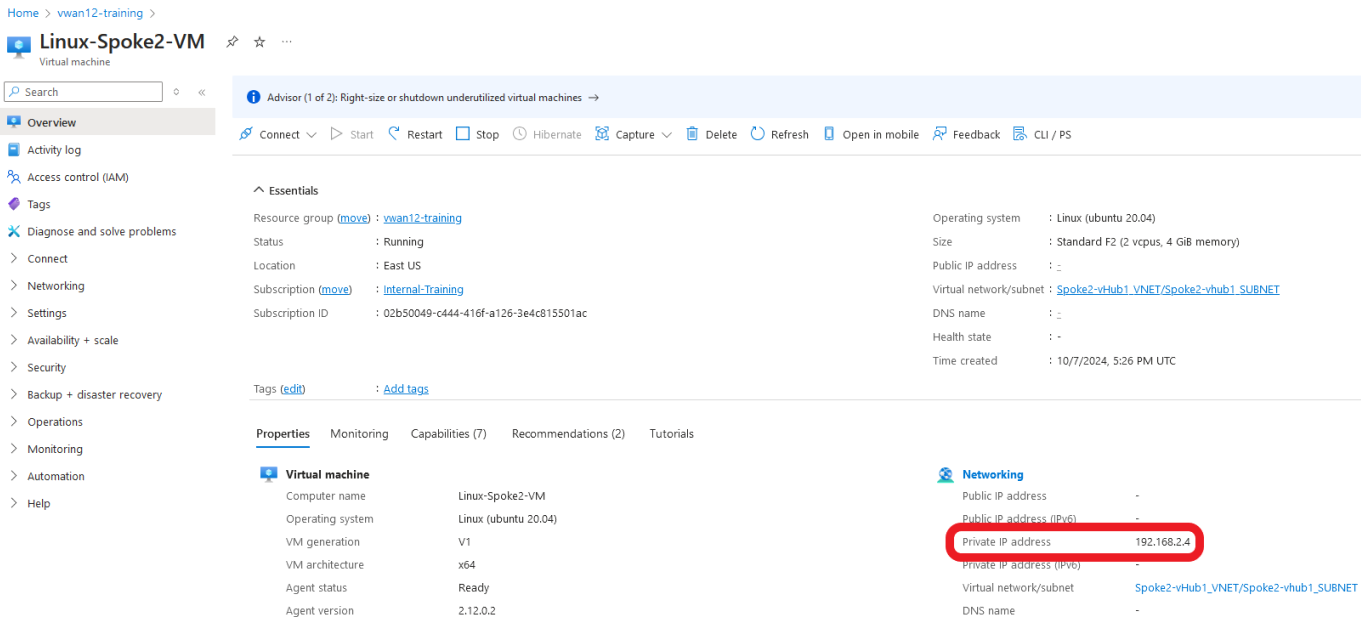 Home > vwan12-training >
Linux-Spoke2-VM
Virtual machine
Search
Overview
Activity log
Access control (IAM)
Tags
Diagnose and solve problems
Connect
Networking
Settings
Availability + scale
Security
Backup + disaster recovery
Operations
Monitoring
Automation
Help
Advisor (1 of 2): Right-size or shutdown underutilized virtual machines →
Connect Start Restart Stop Hibernate Capture Delete Refresh Open in mobile Feedback CLI / PS
Essentials
Resource group (move) : vwan12-training
Status : Running
Location : East US
Subscription (move) : Internal-Training
Subscription ID : 02b50049-c444-416f-a126-3e4c815501ac
Operating system : Linux (ubuntu 20.04)
Size : Standard F2 (2 vcpus, 4 GiB memory)
Public IP address : -
Virtual network/subnet : Spoke2-vHub1_VNET/Spoke2-vhub1_SUBNET
DNS name : -
Health state : -
Time created : 10/7/2024, 5:26 PM UTC
Tags (edit) : Add tags
Properties Monitoring Capabilities (7) Recommendations (2) Tutorials
Virtual machine
Computer name Linux-Spoke2-VM
Operating system Linux (ubuntu 20.04)
VM generation V1
VM architecture x64
Agent status Ready
Agent version 2.12.0.2
Networking
Public IP address -
Public IP address (IPv6) -
Private IP address 192.168.2.4
Private IP address (IPv6) -
Virtual network/subnet Spoke2-vHub1_VNET/Spoke2-vhub1_SUBNET
DNS name -